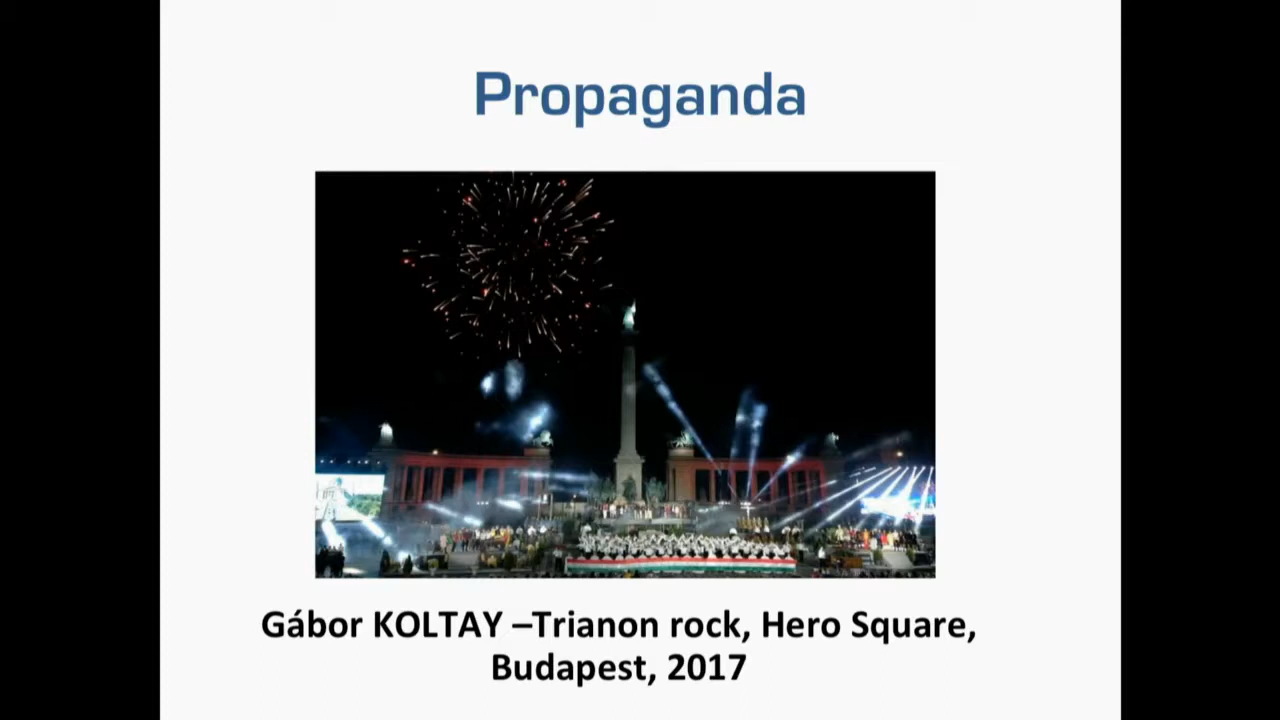 Propaganda
Gábor KOLTAY –Trianon rock, Hero Square,
Budapest, 2017